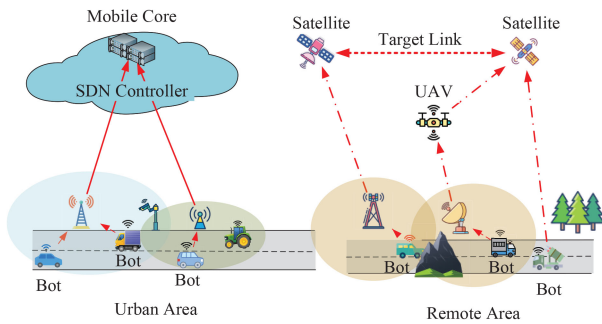 Mobile Core
SDN Controller
Satellite
Satellite
Target Link
UAV
Bot
Bot
Bot
Bot
Bot
Bot
Urban Area
Remote Area